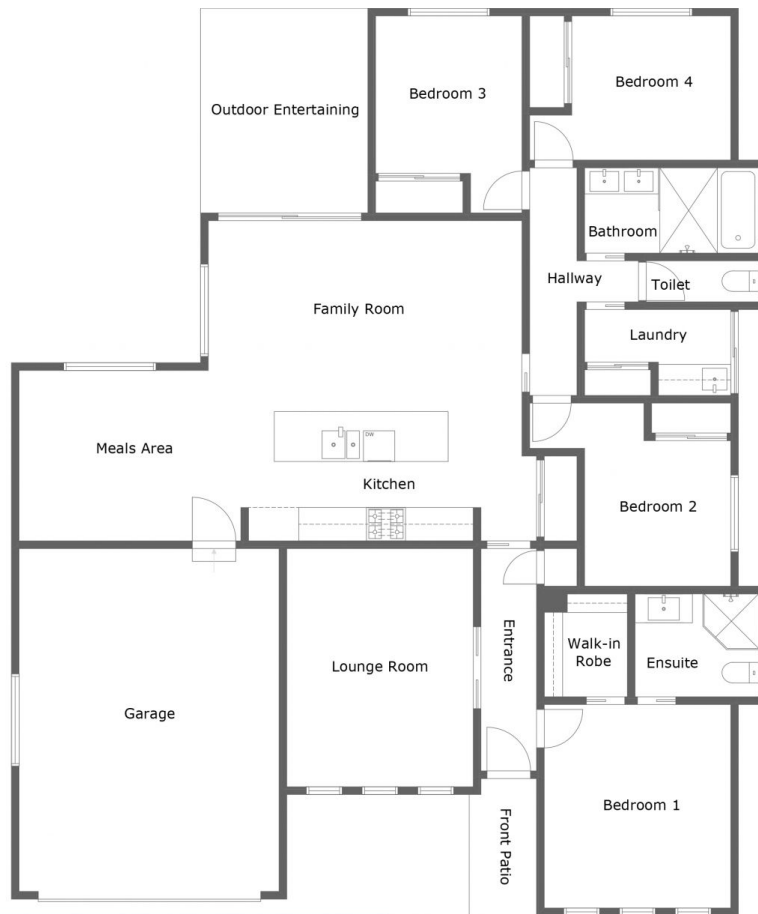 Bedroom 3
Bedroom 4
Outdoor Entertaining
Bathroom
Hallway
Toilet
Family Room
Laundry
Meals Area
DW
Kitchen
Bedroom 2
Entrance
Walk-in
Robe
Ensuite
Lounge Room
Garage
Bedroom 1
Front Patio